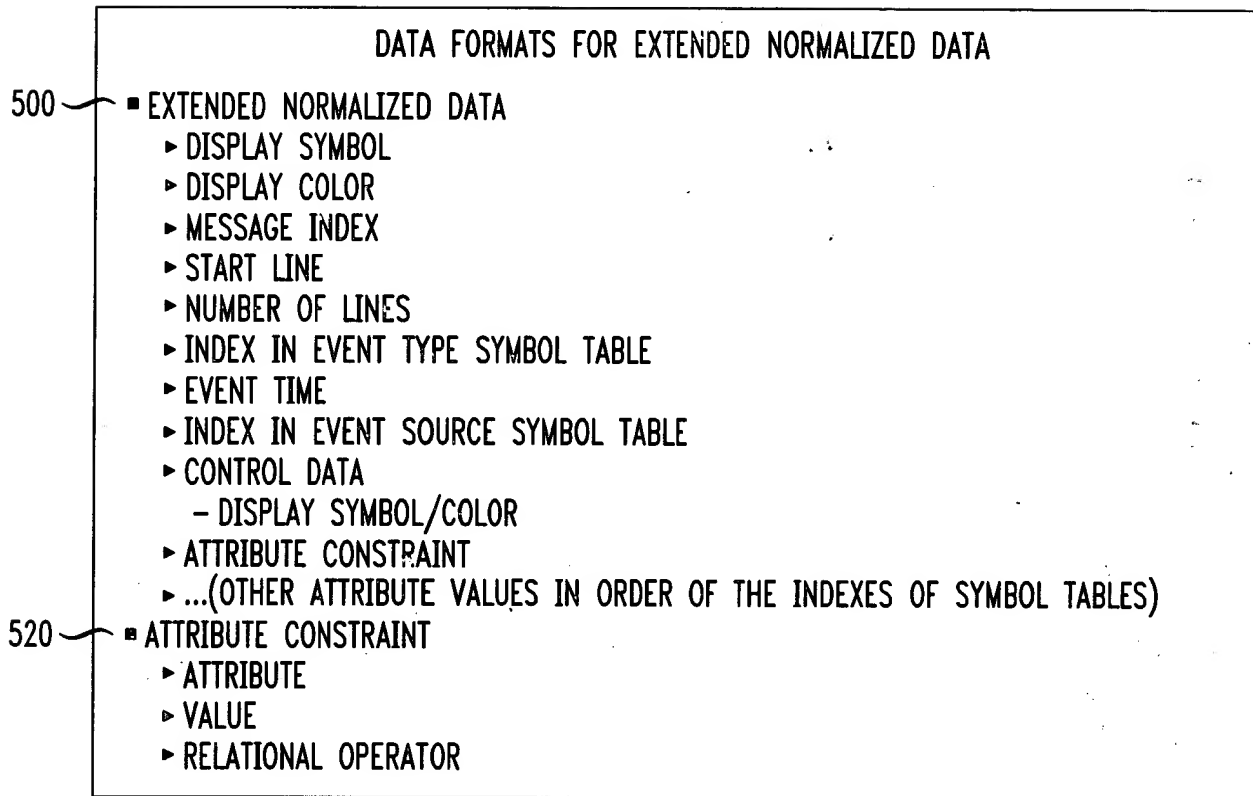 DATA FORMATS FOR EXTENDED NORMALIZED DATA
500 ▪ EXTENDED NORMALIZED DATA
▸ DISPLAY SYMBOL
▹ DISPLAY COLOR
▸ MESSAGE INDEX
▸ START LINE
▸ NUMBER OF LINES
▸ INDEX IN EVENT TYPE SYMBOL TABLE
▸ EVENT TIME
▸ INDEX IN EVENT SOURCE SYMBOL TABLE
▸ CONTROL DATA
– DISPLAY SYMBOL/COLOR
▸ ATTRIBUTE CONSTRAINT
▸ ...(OTHER ATTRIBUTE VALUES IN ORDER OF THE INDEXES OF SYMBOL TABLES)
520 ▪ ATTRIBUTE CONSTRAINT
▸ ATTRIBUTE
▹ VALUE
▸ RELATIONAL OPERATOR